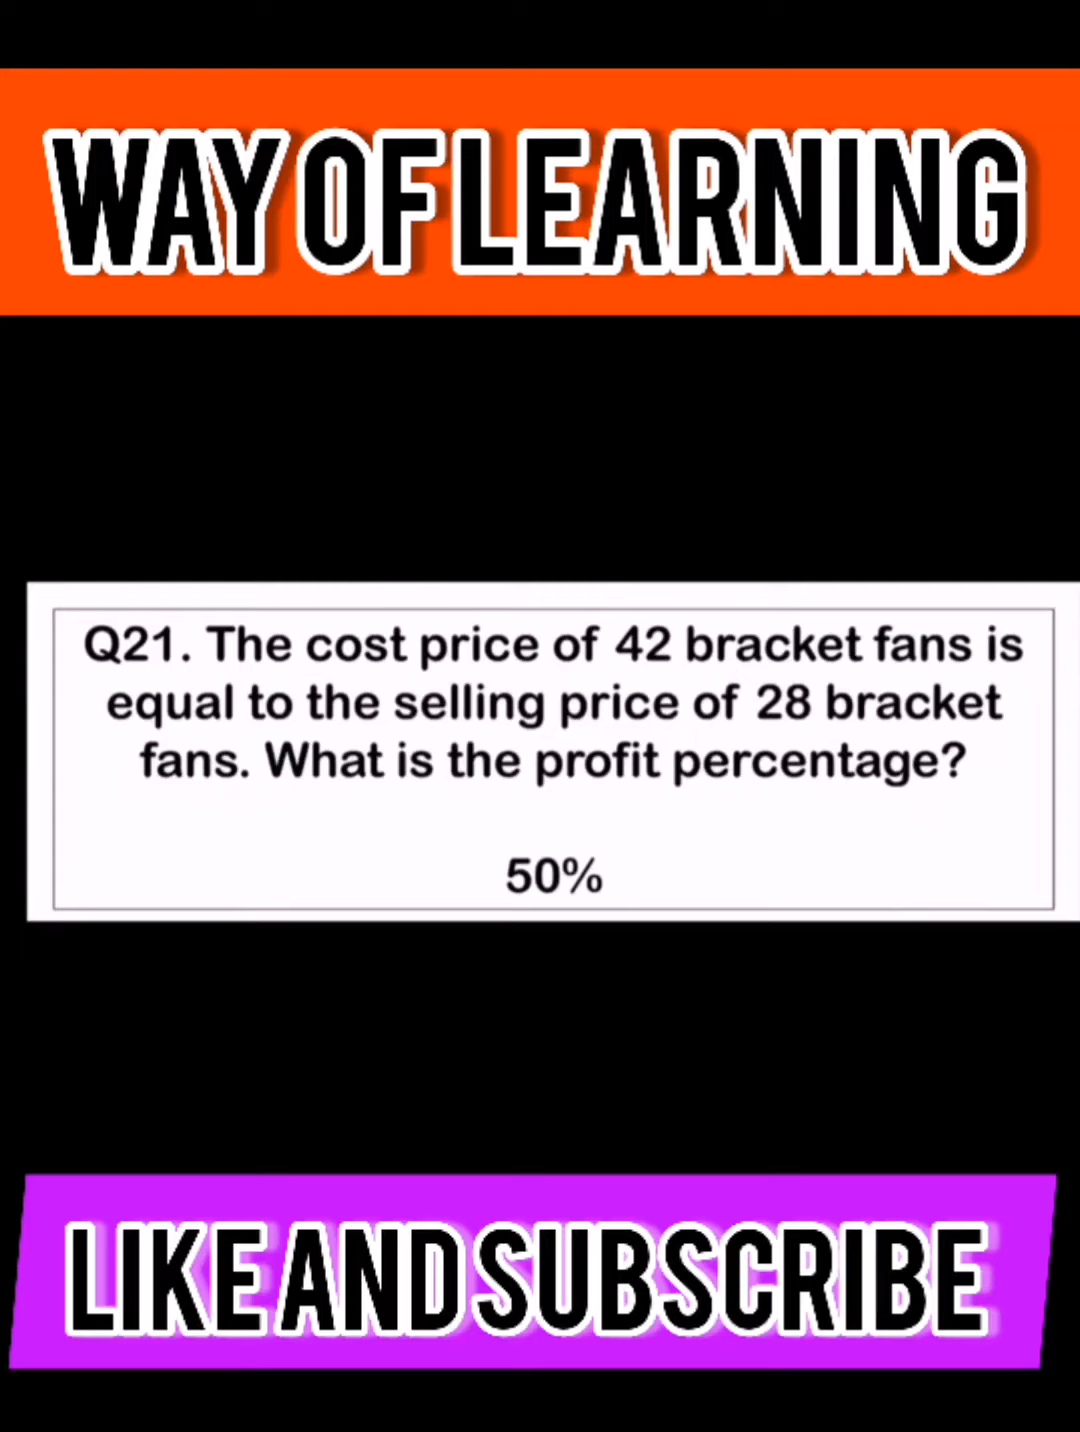 WAY OF LEARNING
Q21. The cost price of 42 bracket fans is
equal to the selling price of 28 bracket
fans. What is the profit percentage?
50%
LIKE AND SUBSCRIBE